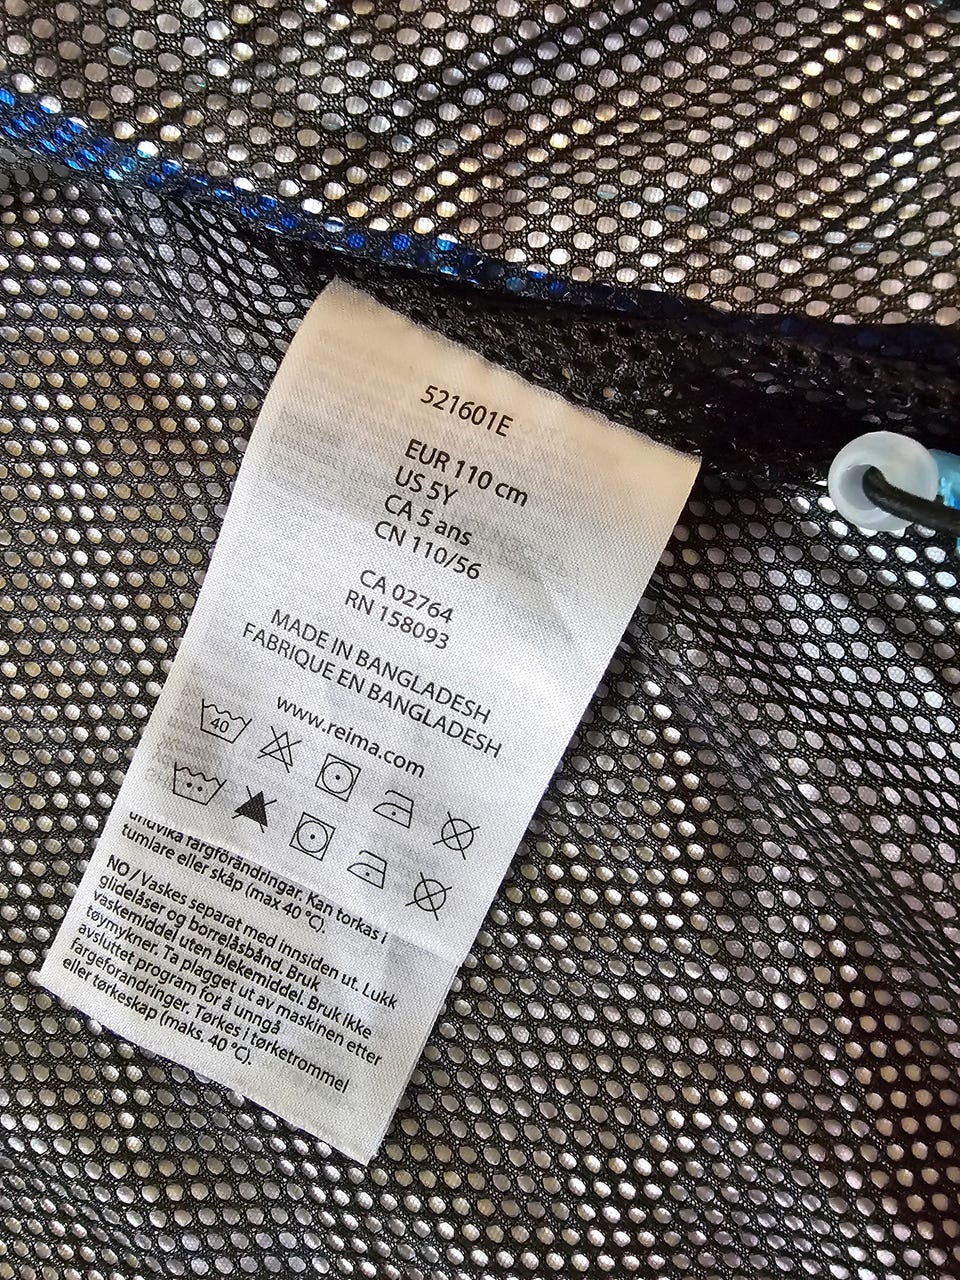 521601E
EUR 110 cm
US 5Y
CA 5 ans
CN 110/56
CA 02764
RN 158093
MADE IN BANGLADESH
FABRIQUE EN BANGLADESH
www.reima.com
40
undvika färgförändringar. Kan torkas i
tumlare eller skåp (max 40 °C).
NO / Vaskes separat med innsiden ut. Lukk
glidelåser og borrelåsbånd. Bruk
vaskemiddel uten blekemiddel. Bruk ikke
tøymykner. Ta plagget ut av maskinen etter
avsluttet program for å unngå
fargeforandringer. Tørkes i tørketrommel
eller tørkeskap (maks. 40 °C).